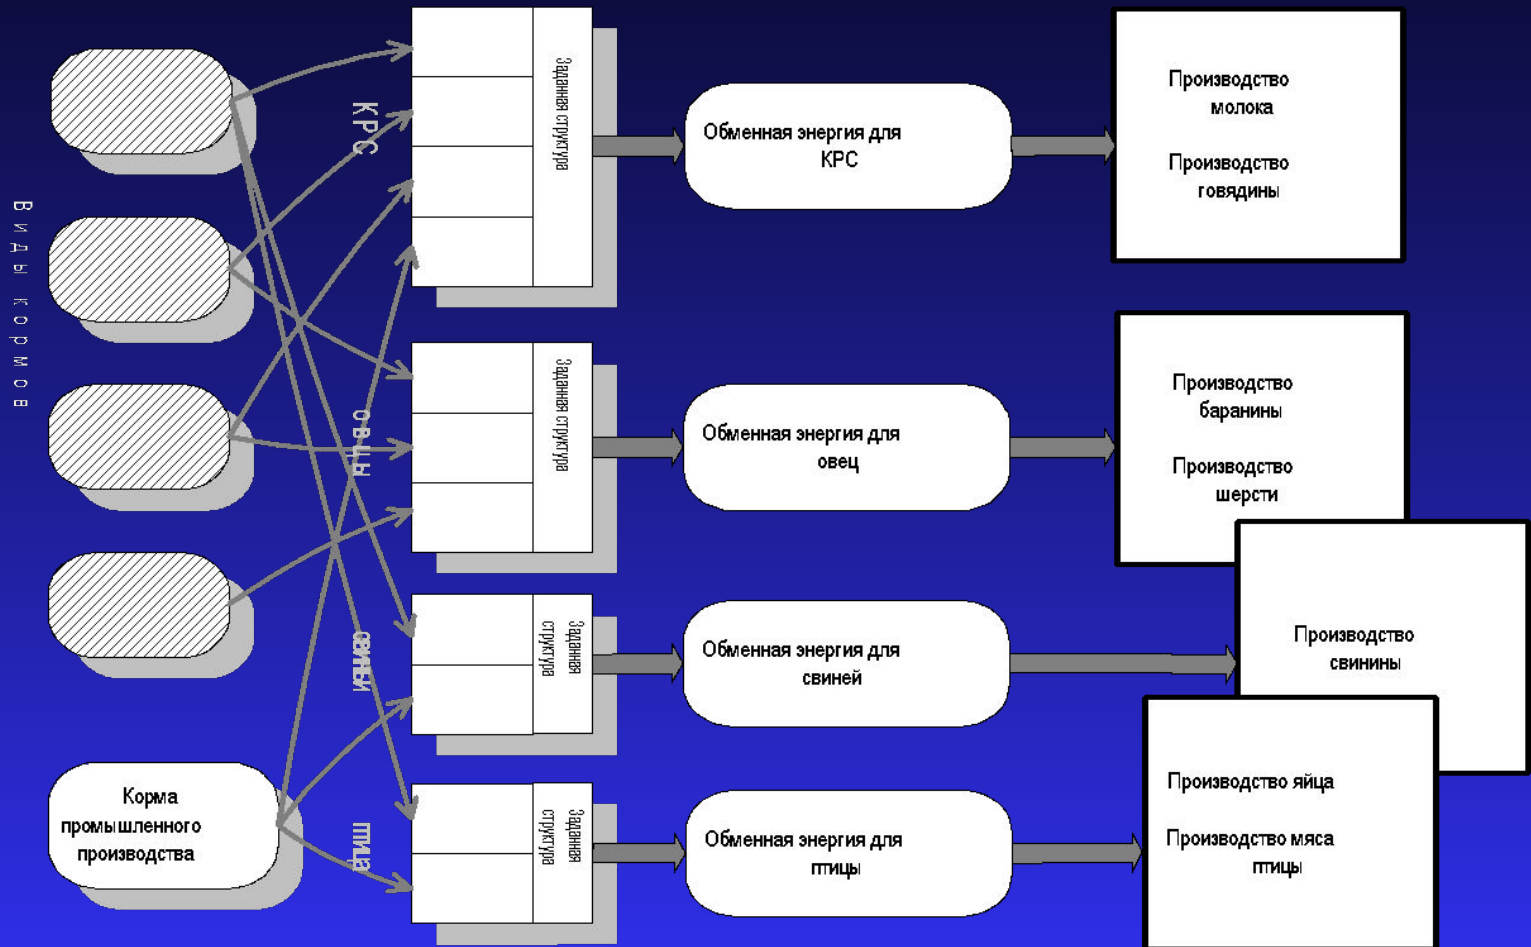 Виды кормов
Корма
промышленного
производства
КРС
овцы
свиньи
птица
Заданная структура
Заданная структура
Заданная
структура
Заданная
структура
Обменная энергия для
КРС
Обменная энергия для
овец
Обменная энергия для
свиней
Обменная энергия для
птицы
Производство
молока
Производство
говядины
Производство
баранины
Производство
шерсти
Производство
свинины
Производство яйца
Производство мяса
птицы